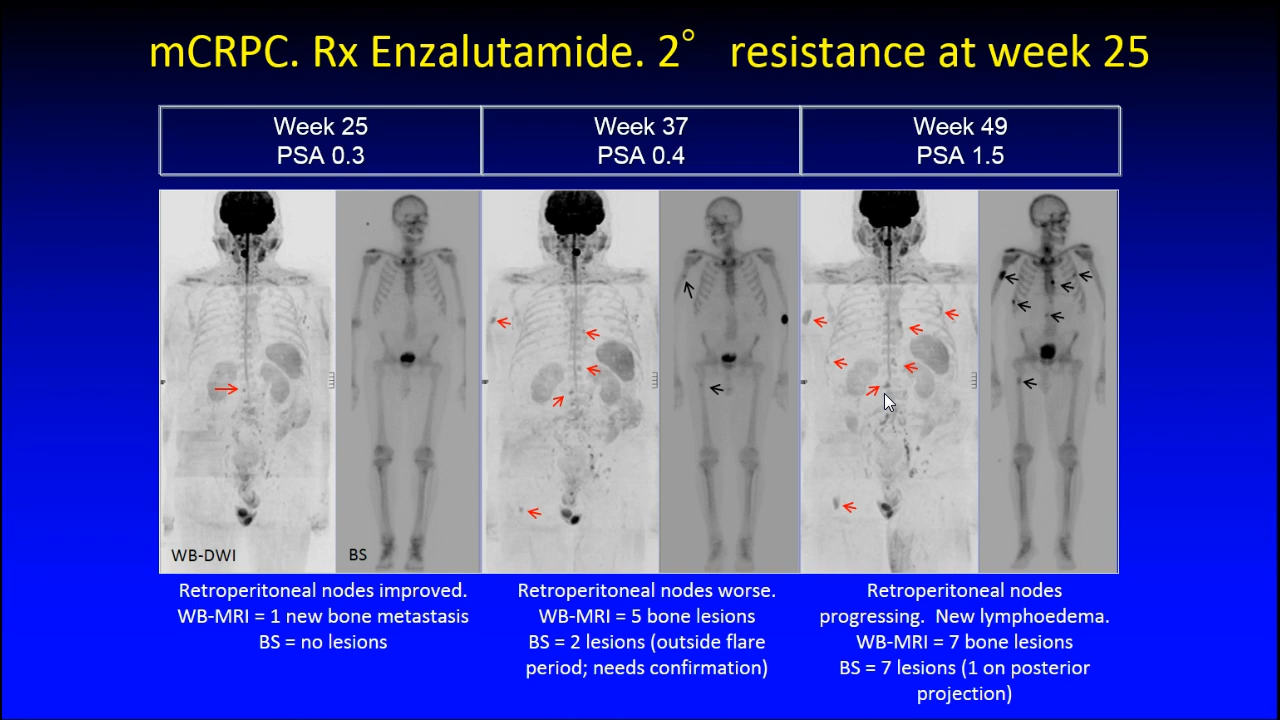 mCRPC. Rx Enzalutamide. 2° resistance at week 25
Week 25
PSA 0.3
Week 37
PSA 0.4
Week 49
PSA 1.5
WB-DWI
BS
Retroperitoneal nodes improved.
WB-MRI = 1 new bone metastasis
BS = no lesions
Retroperitoneal nodes worse.
WB-MRI = 5 bone lesions
BS = 2 lesions (outside flare
period; needs confirmation)
Retroperitoneal nodes
progressing. New lymphoedema.
WB-MRI = 7 bone lesions
BS = 7 lesions (1 on posterior
projection)